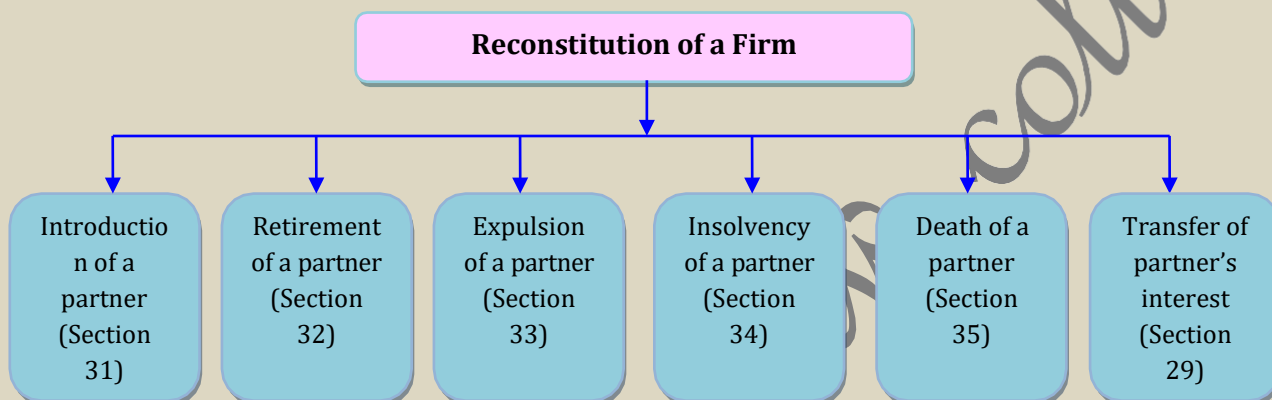 Reconstitution of a Firm
Introductio
n of a
partner
(Section
31)
Retirement
of a partner
(Section
32)
Expulsion
of a partner
(Section
33)
Insolvency
of a partner
(Section
34)
Death of a
partner
(Section
35)
Transfer of
partner’s
interest
(Section
29)